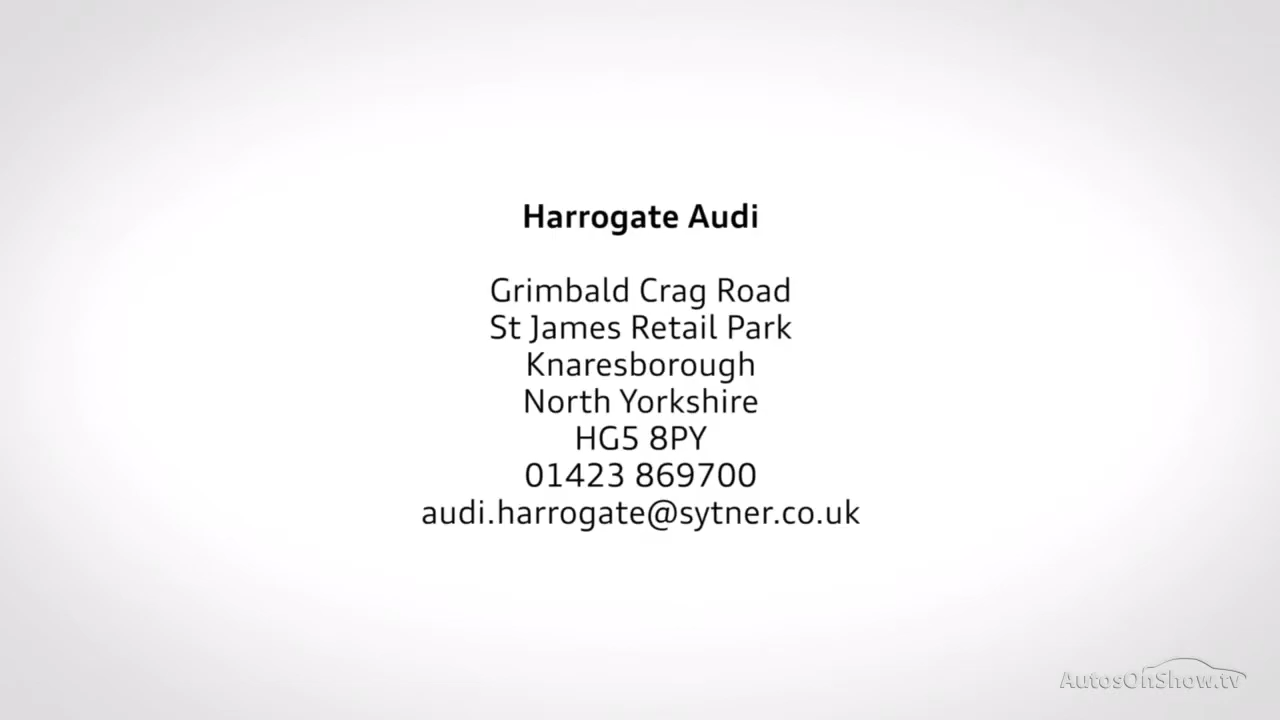 Harrogate Audi
Grimbald Crag Road
St James Retail Park
Knaresborough
North Yorkshire
HG5 8PY
01423 869700
audi.harrogate@sytner.co.uk
AutosOnShow.tv